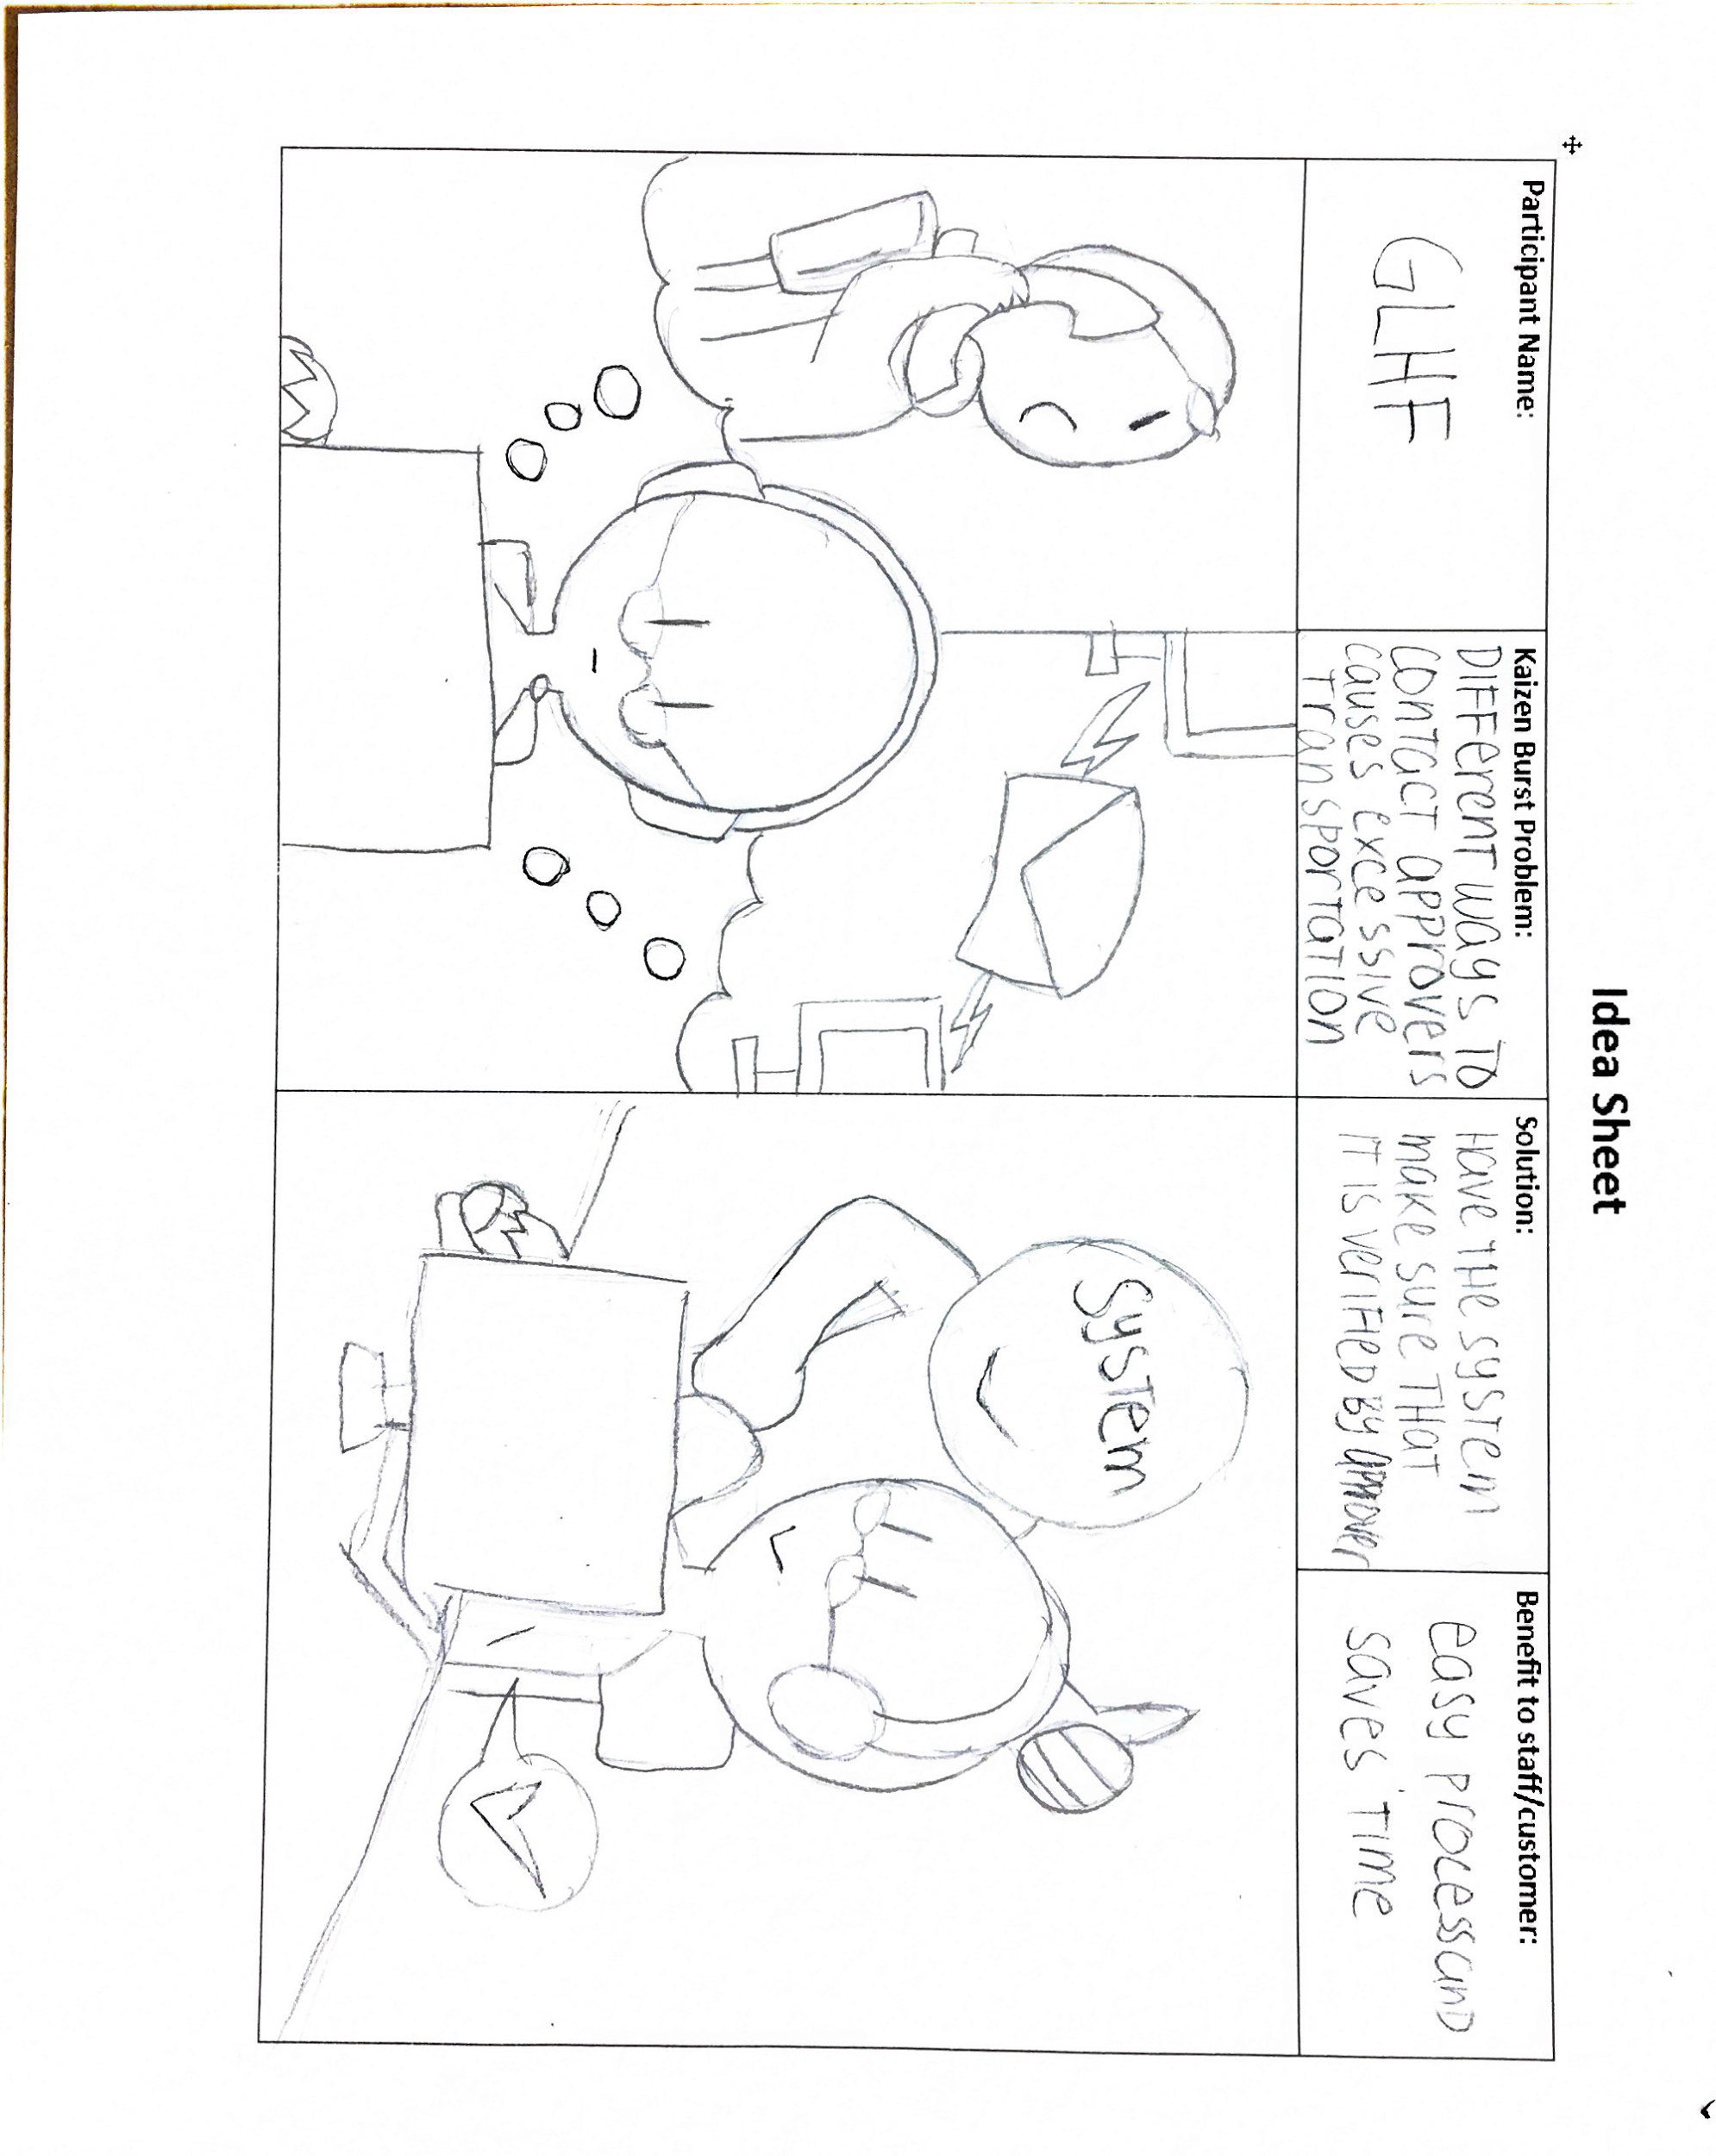 Idea Sheet
Participant Name:
GLHF
Kaizen Burst Problem:
DIFFerenT ways To
conTacT approvers
causes excessive
TransporTaTion
Solution:
Have THe sysTem
make sure THaT
IT Is verIFIeD By approver
Benefit to staff/customer:
easy process anD
saves TIme
sysTem